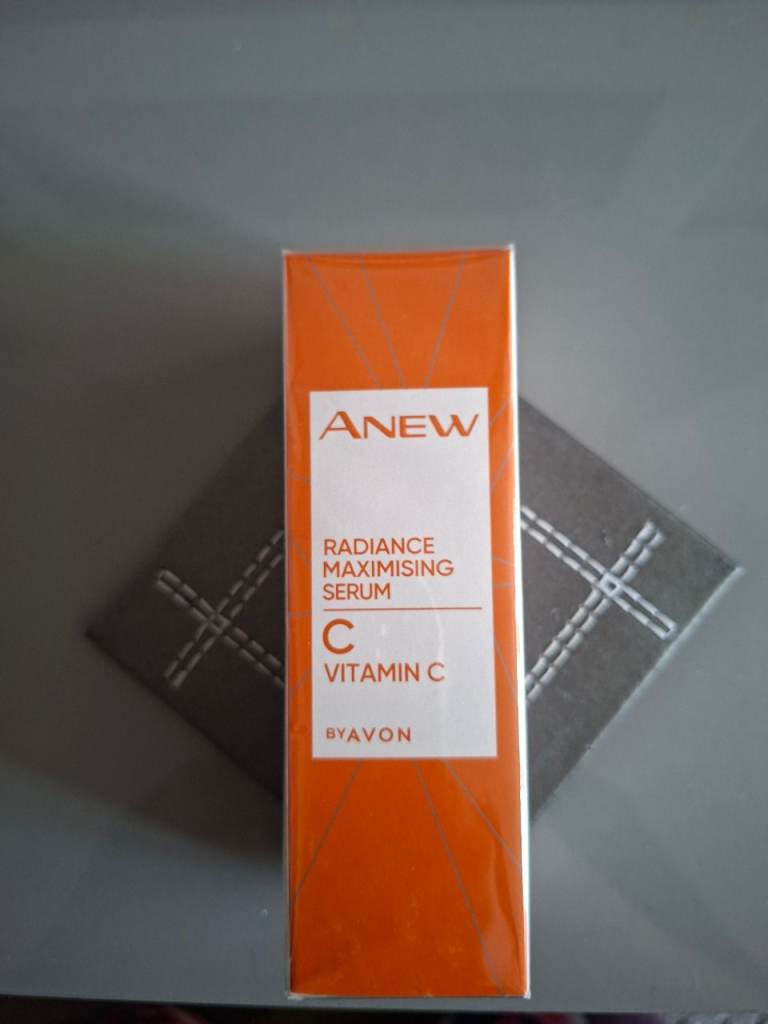 ANEW
RADIANCE
MAXIMISING
SERUM
C
VITAMIN C
BY AVON